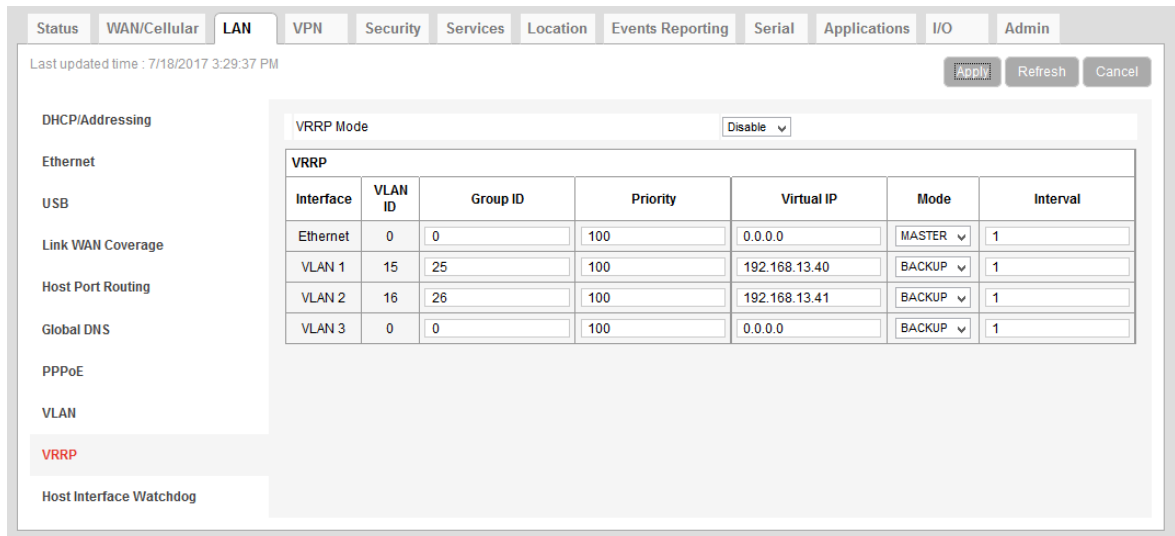 Status WAN/Cellular LAN VPN Security Services Location Events Reporting Serial Applications I/O Admin
Last updated time : 7/18/2017 3:29:37 PM
Apply Refresh Cancel
DHCP/Addressing
Ethernet
USB
Link WAN Coverage
Host Port Routing
Global DNS
PPPoE
VLAN
VRRP
Host Interface Watchdog
VRRP Mode Disable
VRRP
Interface VLAN ID Group ID Priority Virtual IP Mode Interval
Ethernet 0 0 100 0.0.0.0 MASTER 1
VLAN 1 15 25 100 192.168.13.40 BACKUP 1
VLAN 2 16 26 100 192.168.13.41 BACKUP 1
VLAN 3 0 0 100 0.0.0.0 BACKUP 1